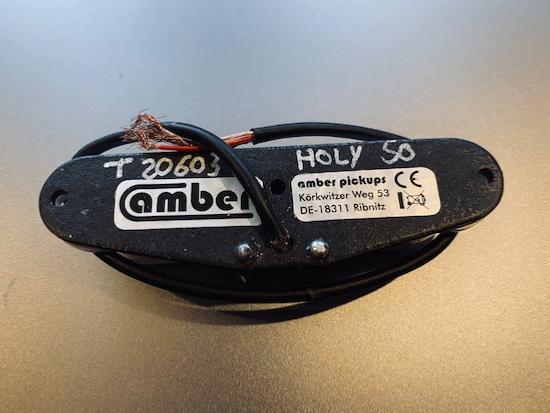 T 20603
HOLY 50
amber
amber pickups CE
Körkwitzer Weg 53
DE-18311 Ribnitz